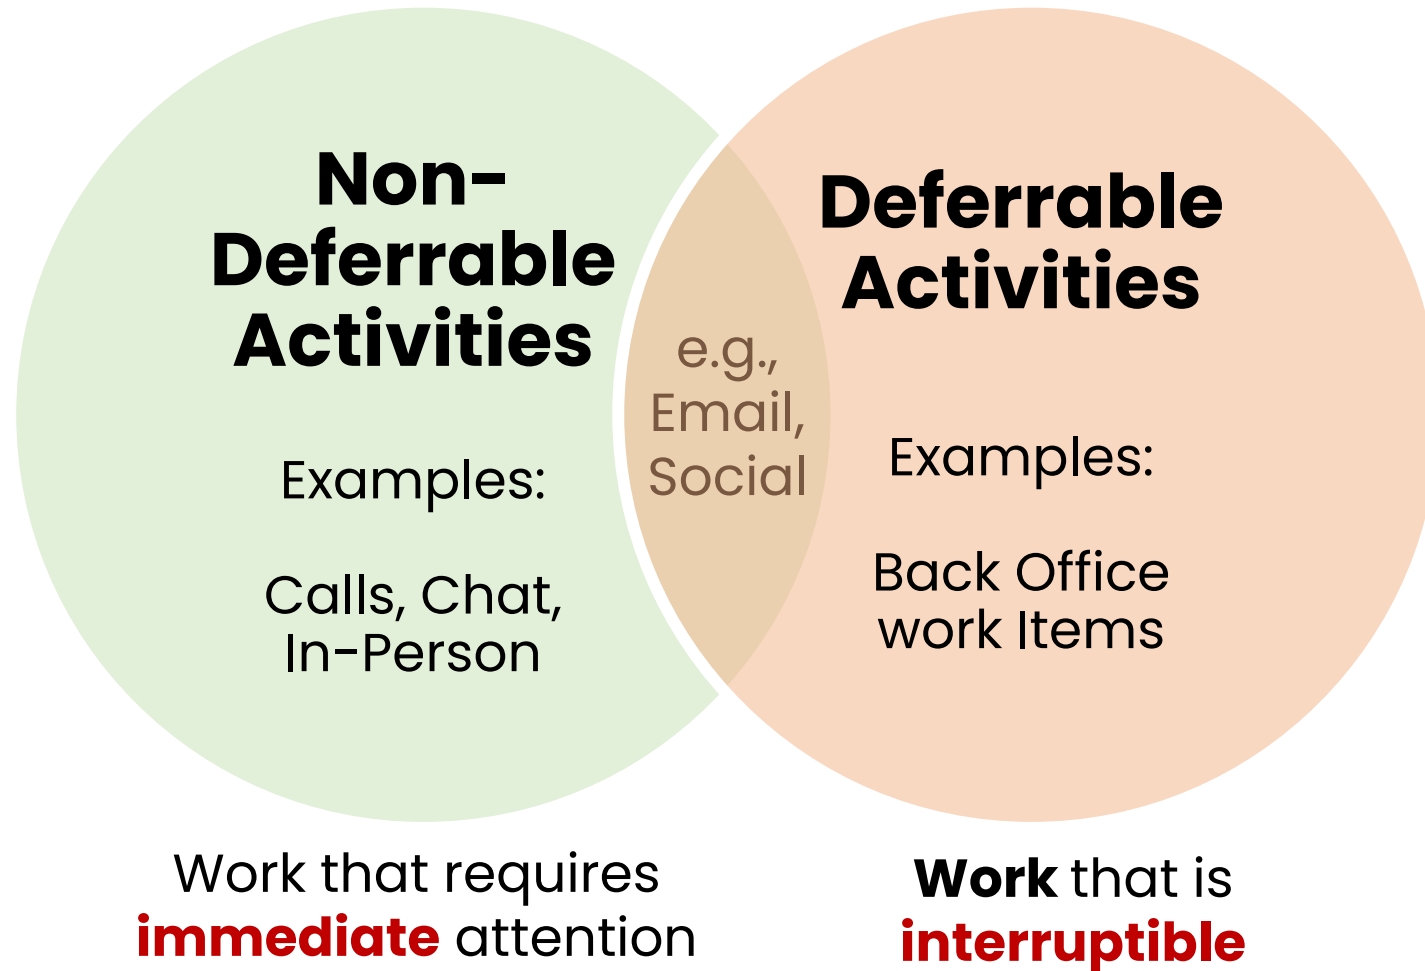 Non-
Deferrable
Activities
Examples:
Calls, Chat,
In-Person
e.g.,
Email,
Social
Deferrable
Activities
Examples:
Back Office
work Items
Work that requires
immediate attention
Work that is
interruptible